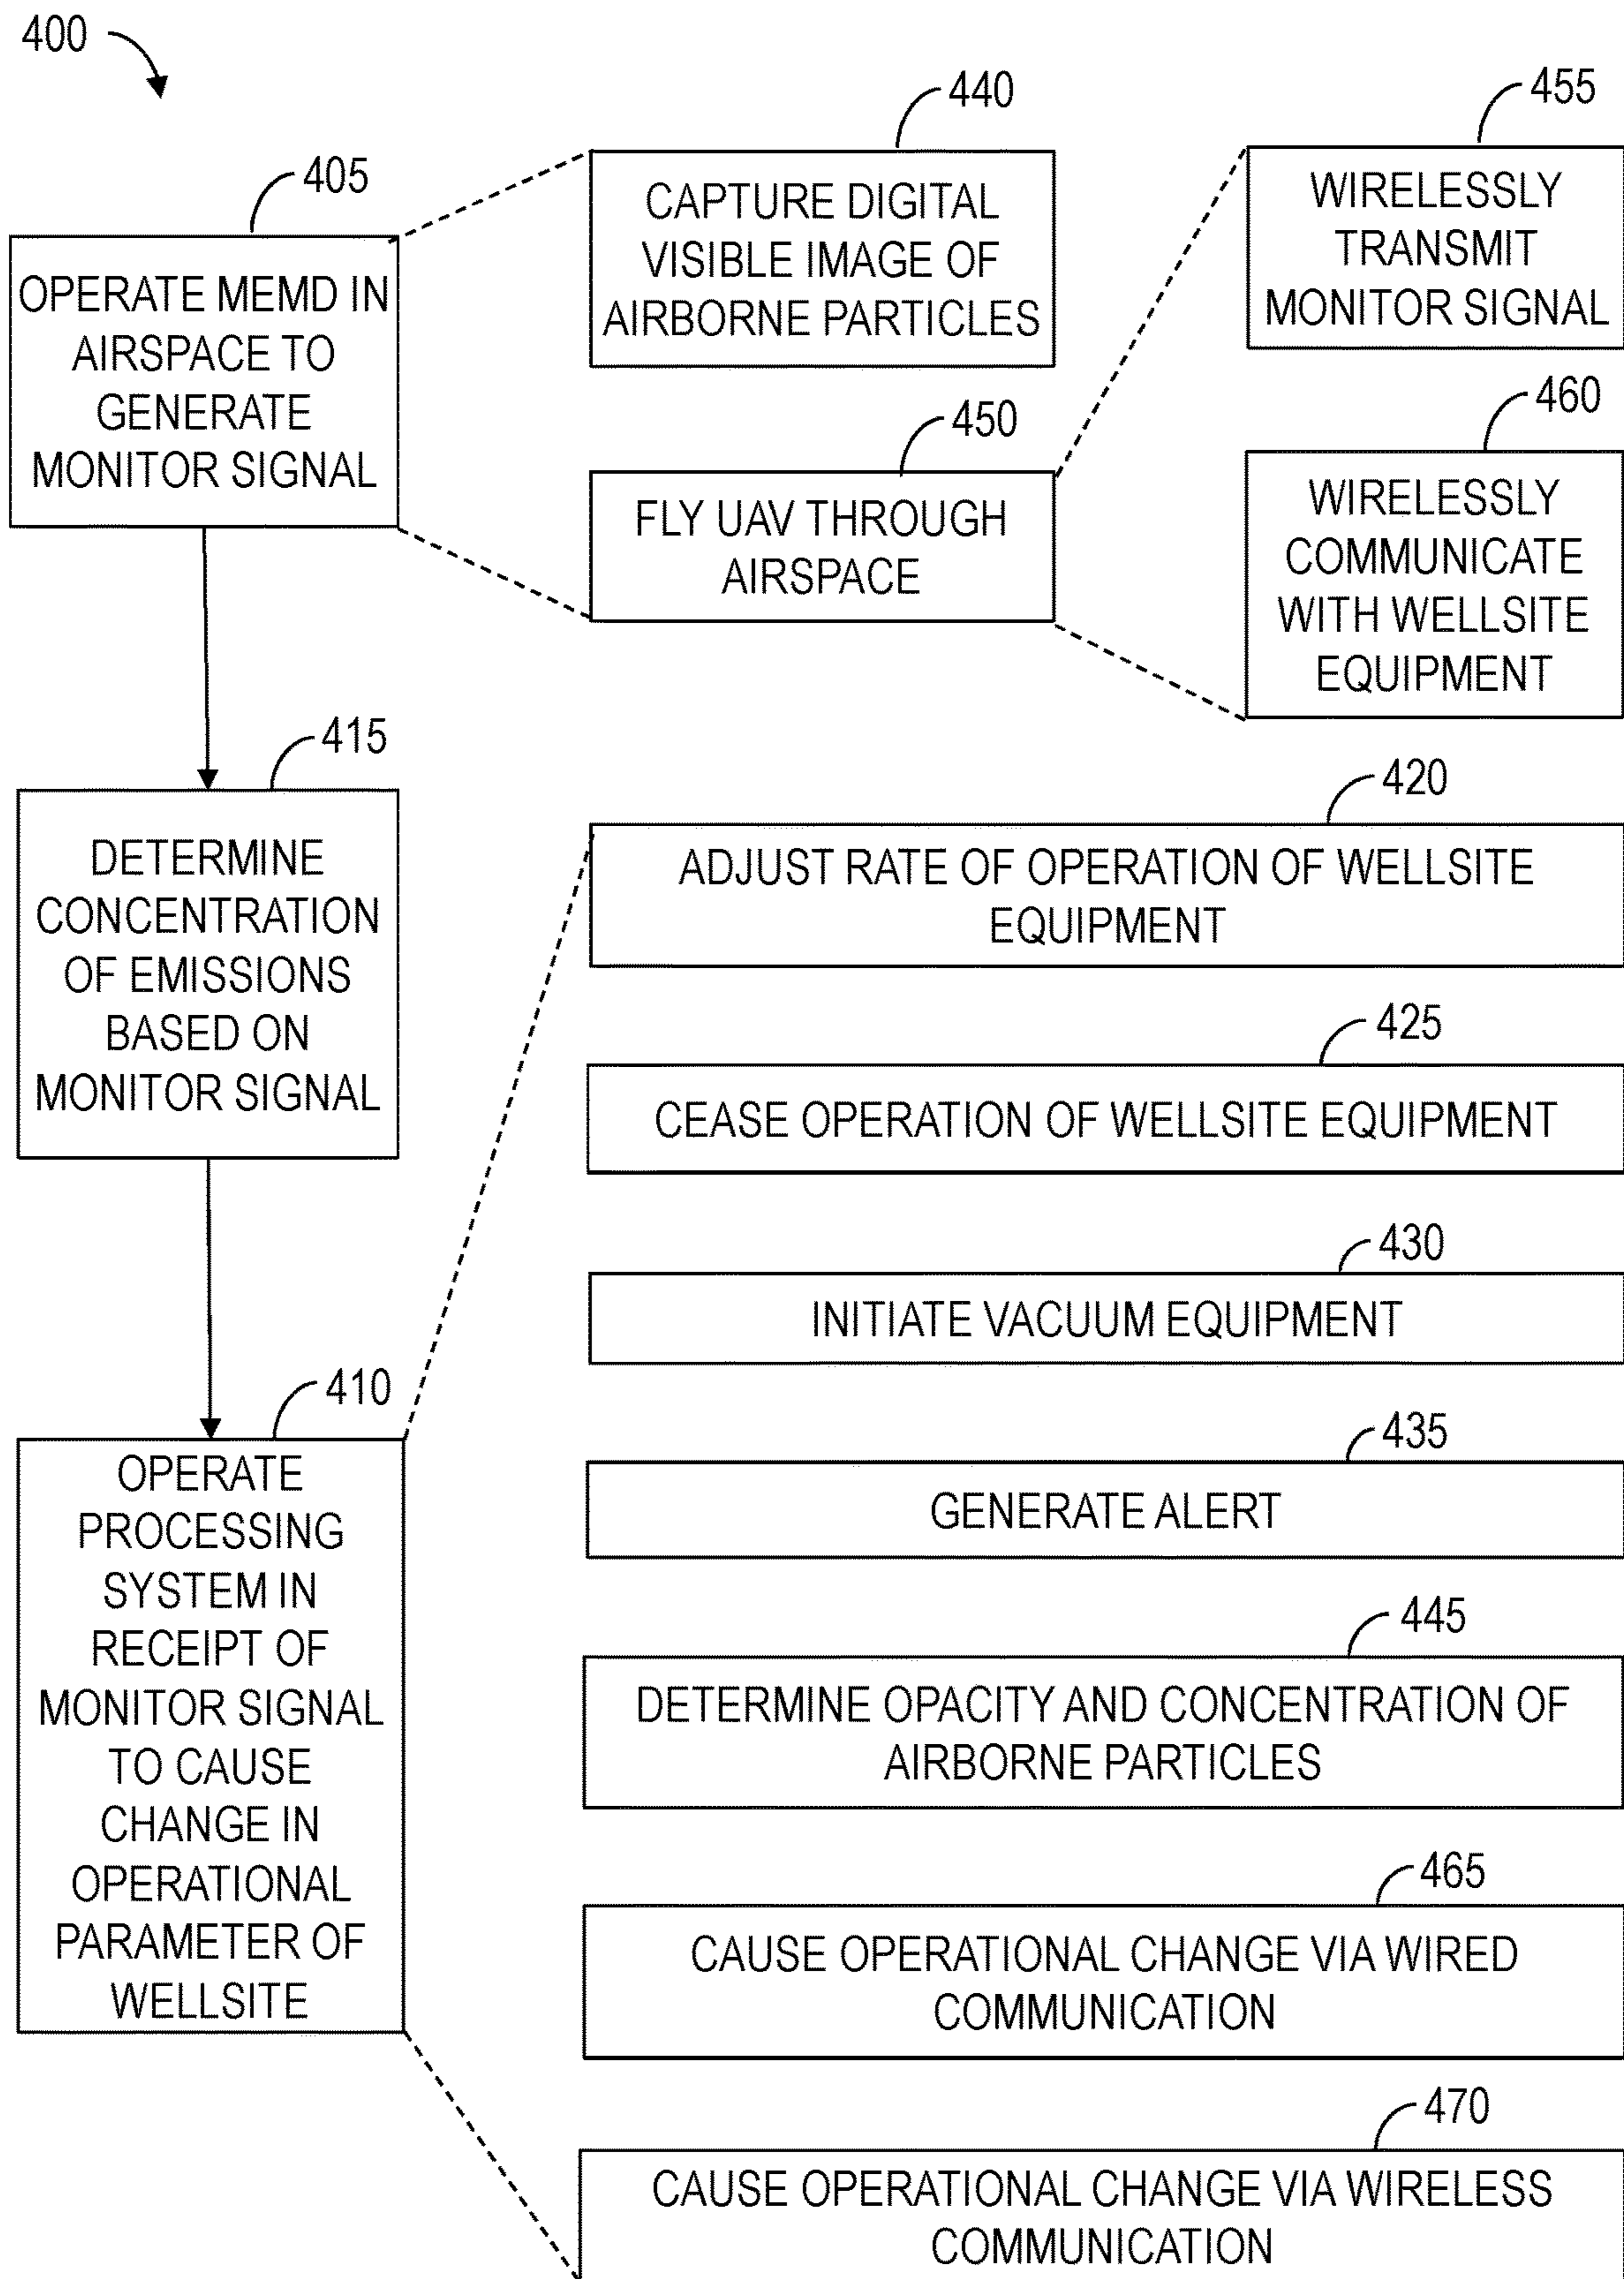 400
405
OPERATE MEMD IN
AIRSPACE TO
GENERATE
MONITOR SIGNAL
440
CAPTURE DIGITAL
VISIBLE IMAGE OF
AIRBORNE PARTICLES
455
WIRELESSLY
TRANSMIT
MONITOR SIGNAL
450
FLY UAV THROUGH
AIRSPACE
460
WIRELESSLY
COMMUNICATE
WITH WELLSITE
EQUIPMENT
415
DETERMINE
CONCENTRATION
OF EMISSIONS
BASED ON
MONITOR SIGNAL
410
OPERATE
PROCESSING
SYSTEM IN
RECEIPT OF
MONITOR SIGNAL
TO CAUSE
CHANGE IN
OPERATIONAL
PARAMETER OF
WELLSITE
420
ADJUST RATE OF OPERATION OF WELLSITE
EQUIPMENT
425
CEASE OPERATION OF WELLSITE EQUIPMENT
430
INITIATE VACUUM EQUIPMENT
435
GENERATE ALERT
445
DETERMINE OPACITY AND CONCENTRATION OF
AIRBORNE PARTICLES
465
CAUSE OPERATIONAL CHANGE VIA WIRED
COMMUNICATION
470
CAUSE OPERATIONAL CHANGE VIA WIRELESS
COMMUNICATION